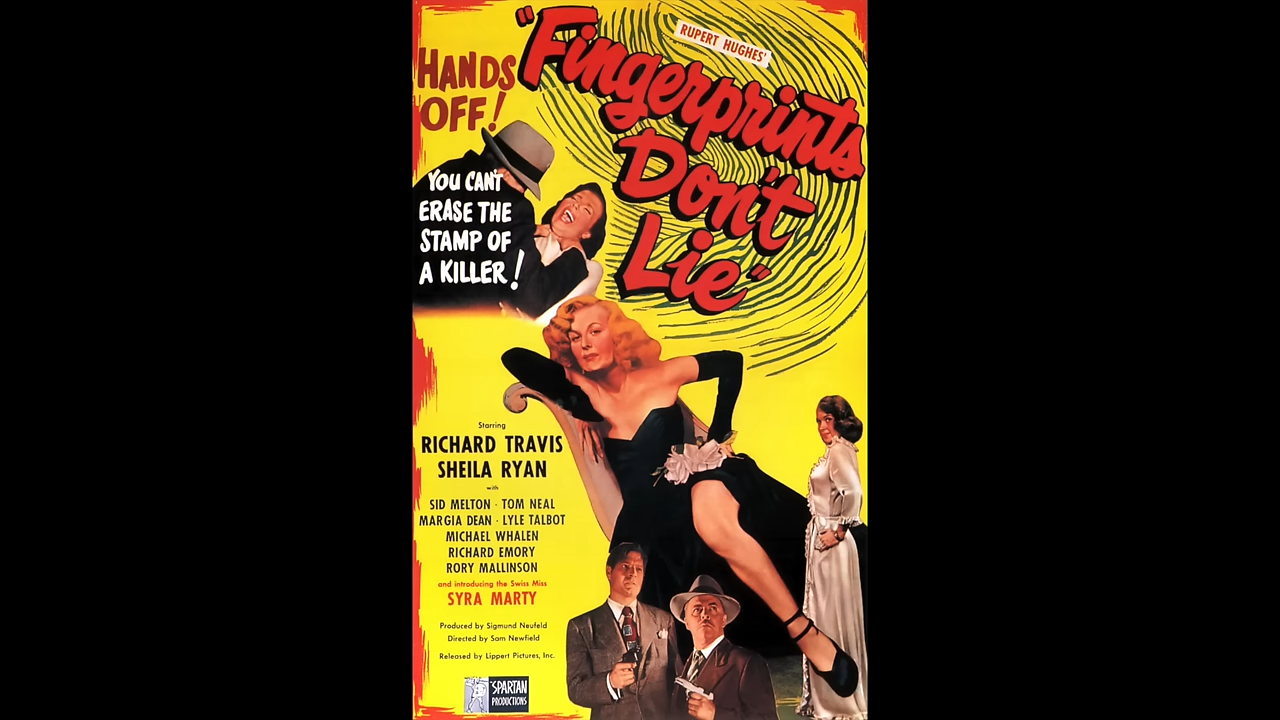 RUPERT HUGHES'
"Fingerprints
Don't
Lie"
HANDS
OFF!
YOU CAN'T
ERASE THE
STAMP OF
A KILLER!
Starring
RICHARD TRAVIS
SHEILA RYAN
with
SID MELTON · TOM NEAL
MARGIA DEAN · LYLE TALBOT
MICHAEL WHALEN
RICHARD EMORY
RORY MALLINSON
and introducing the Swiss Miss
SYRA MARTY
Produced by Sigmund Neufeld
Directed by Sam Newfield
Released by Lippert Pictures, Inc.
SPARTAN
PRODUCTIONS